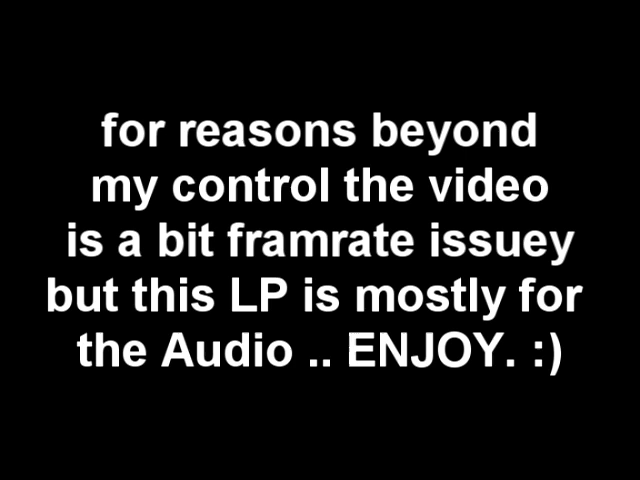 for reasons beyond
my control the video
is a bit framrate issuey
but this LP is mostly for
the Audio .. ENJOY. :)